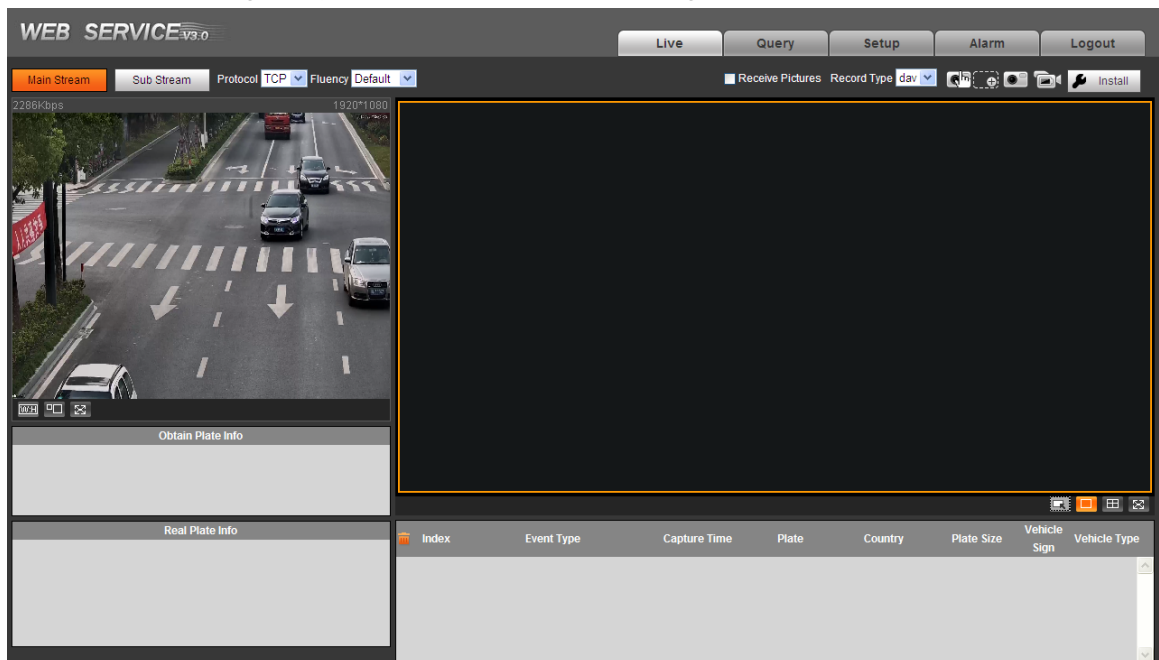 WEB SERVICE V3.0
Live Query Setup Alarm Logout
Main Stream Sub Stream Protocol TCP Fluency Default Receive Pictures Record Type dav Install
2286Kbps 1920*1080
W:H
Obtain Plate Info
Real Plate Info
Index Event Type Capture Time Plate Country Plate Size Vehicle Sign Vehicle Type